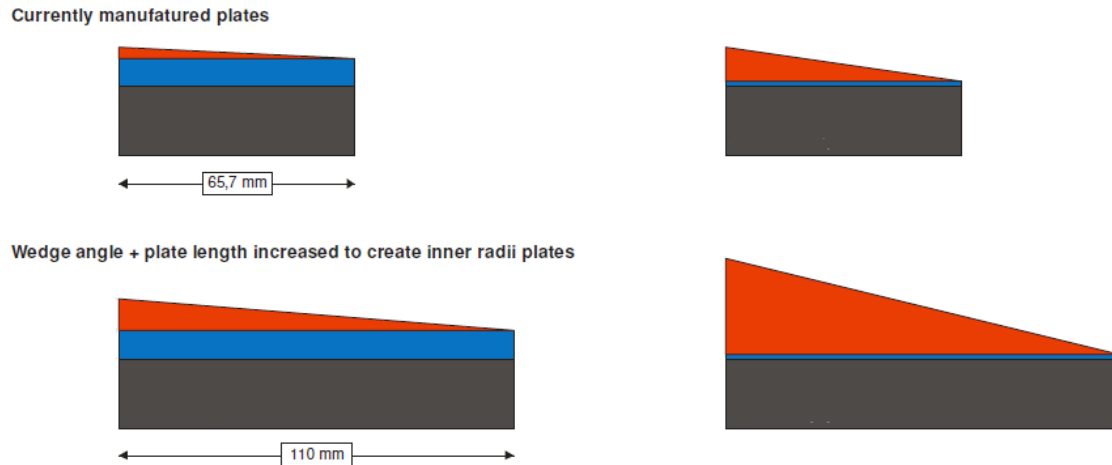 Currently manufatured plates
65,7 mm
Wedge angle + plate length increased to create inner radii plates
110 mm